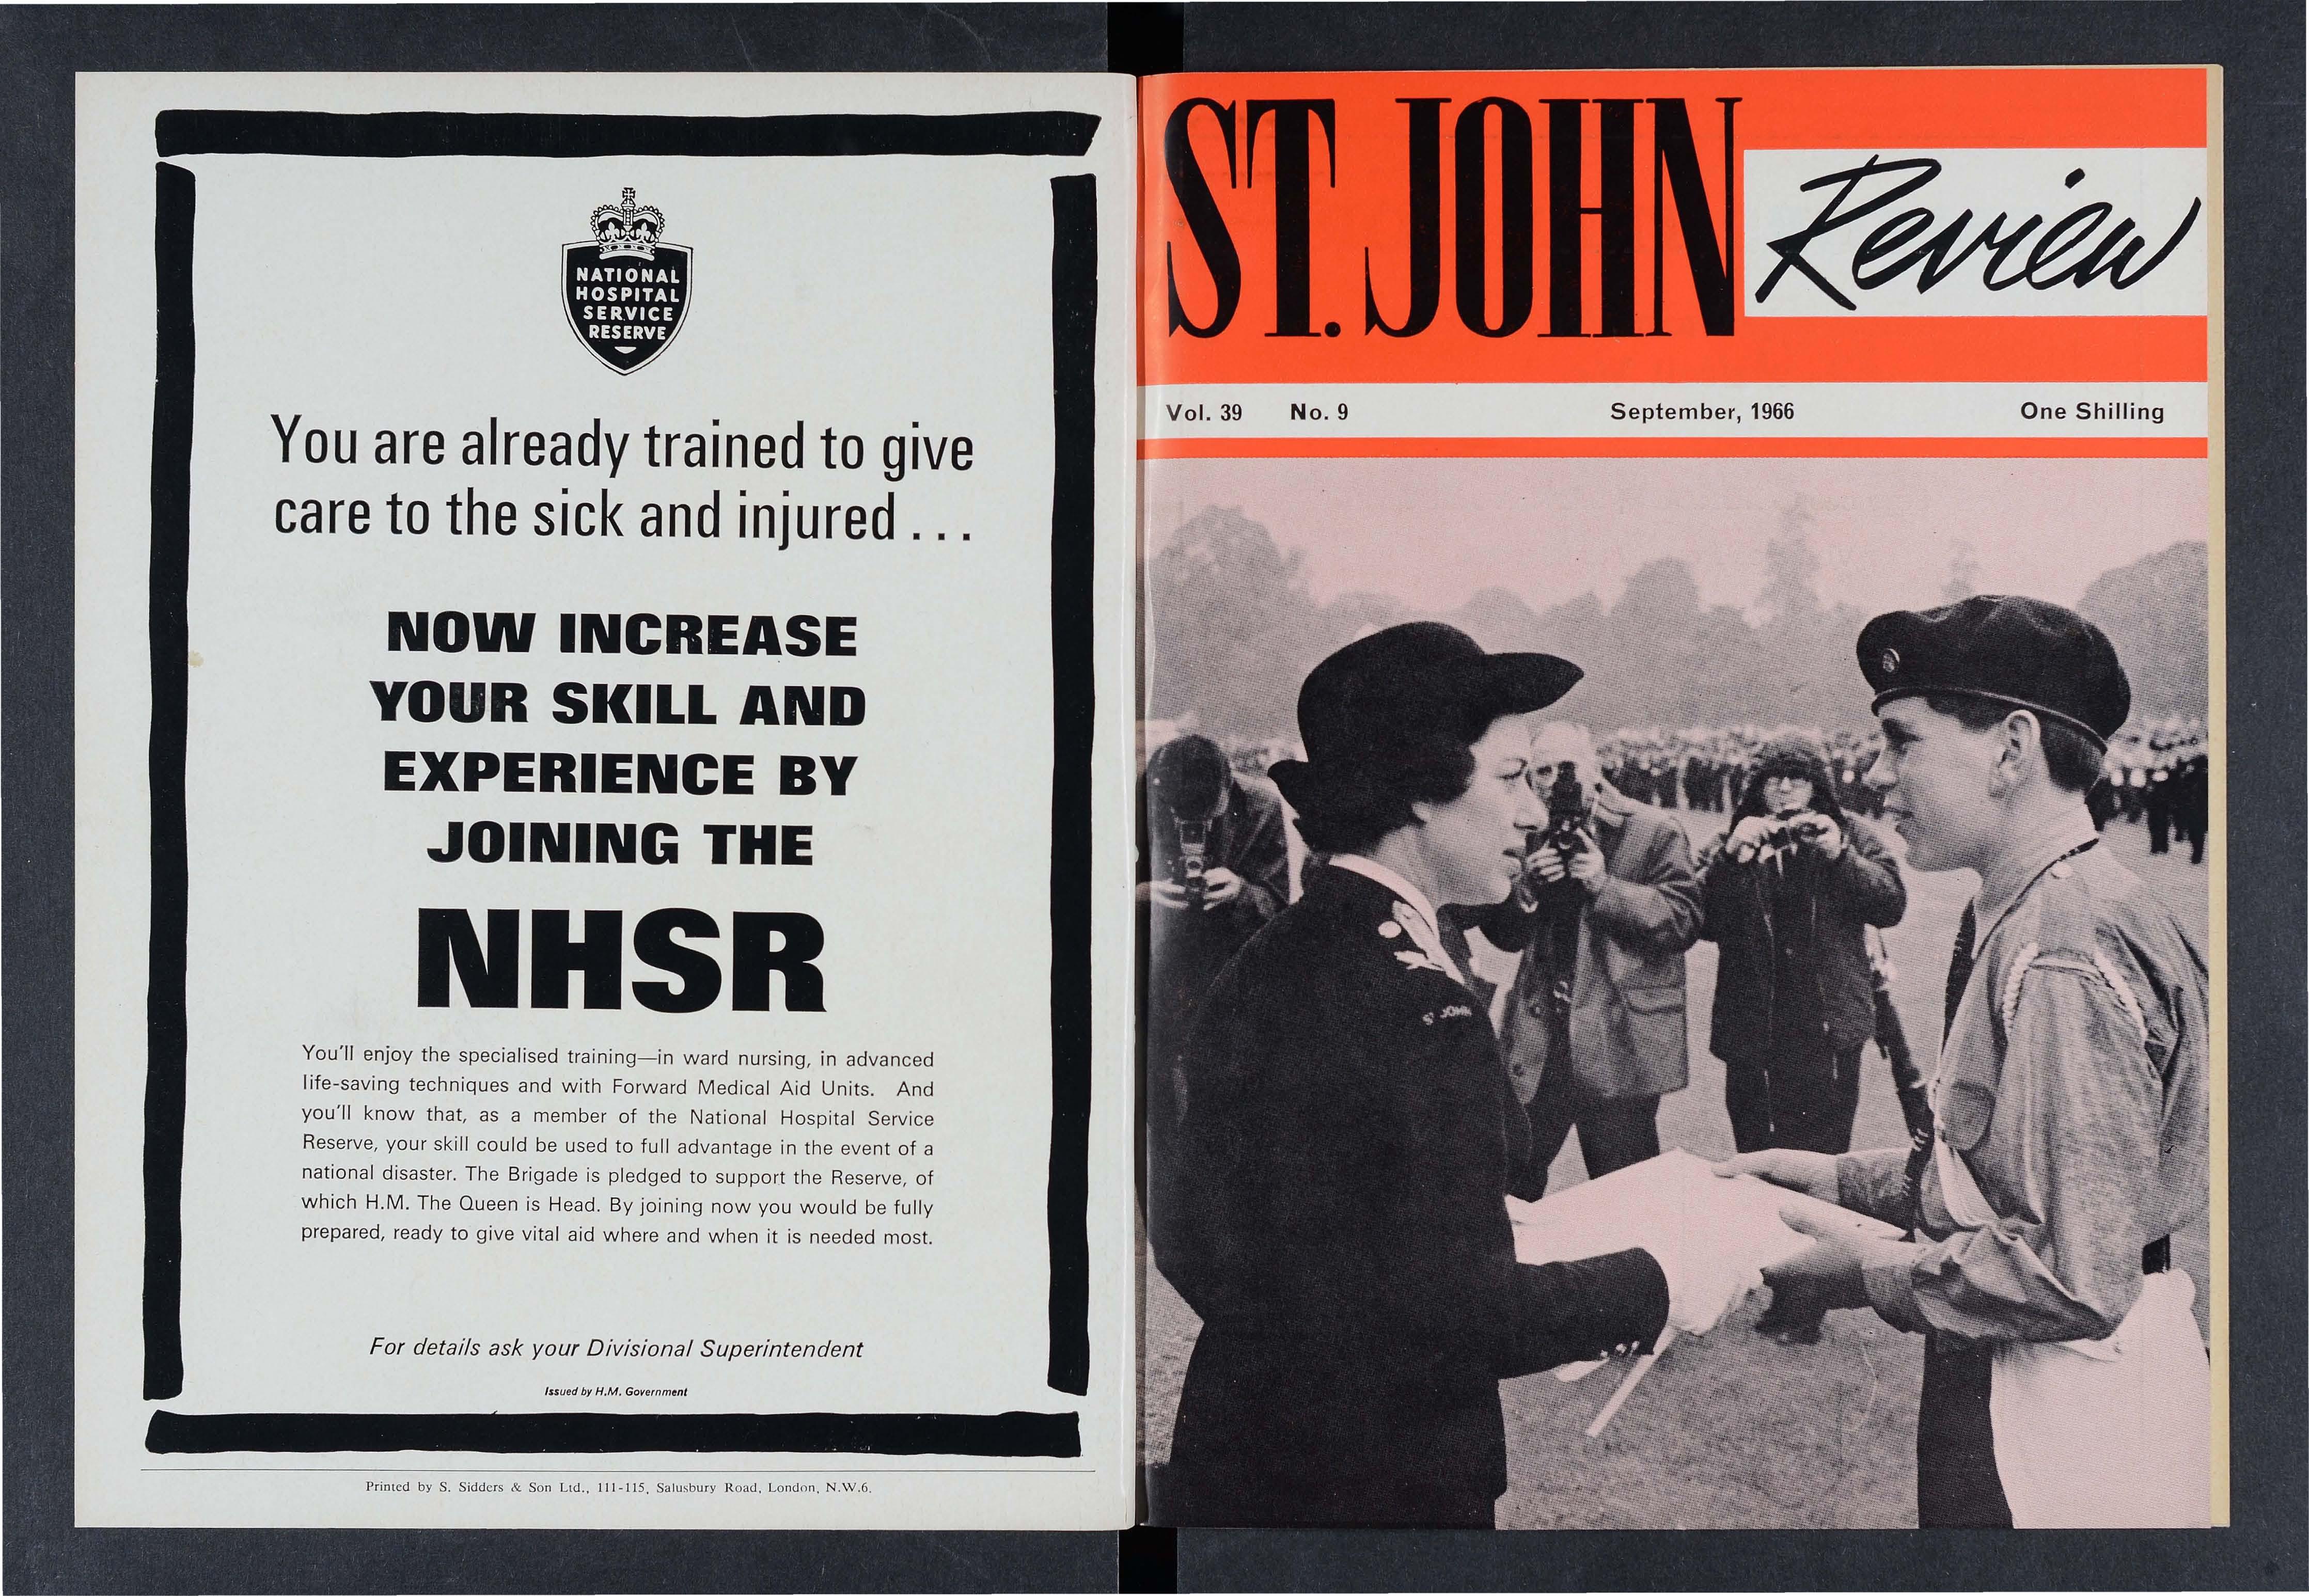 NATIONAL
HOSPITAL
SERVICE
RESERVE
You are already trained to give
care to the sick and injured . . .
NOW INCREASE
YOUR SKILL AND
EXPERIENCE BY
JOINING THE
NHSR
You'll enjoy the specialised training—in ward nursing, in advanced
life-saving techniques and with Forward Medical Aid Units. And
you'll know that, as a member of the National Hospital Service
Reserve, your skill could be used to full advantage in the event of a
national disaster. The Brigade is pledged to support the Reserve, of
which H.M. The Queen is Head. By joining now you would be fully
prepared, ready to give vital aid where and when it is needed most.
For details ask your Divisional Superintendent
Issued by H.M. Government
Printed by S. Sidders & Son Ltd., 111-115, Salusbury Road, London, N.W.6.
ST. JOHN Review
Vol. 39 No. 9 September, 1966 One Shilling
ST JOHN